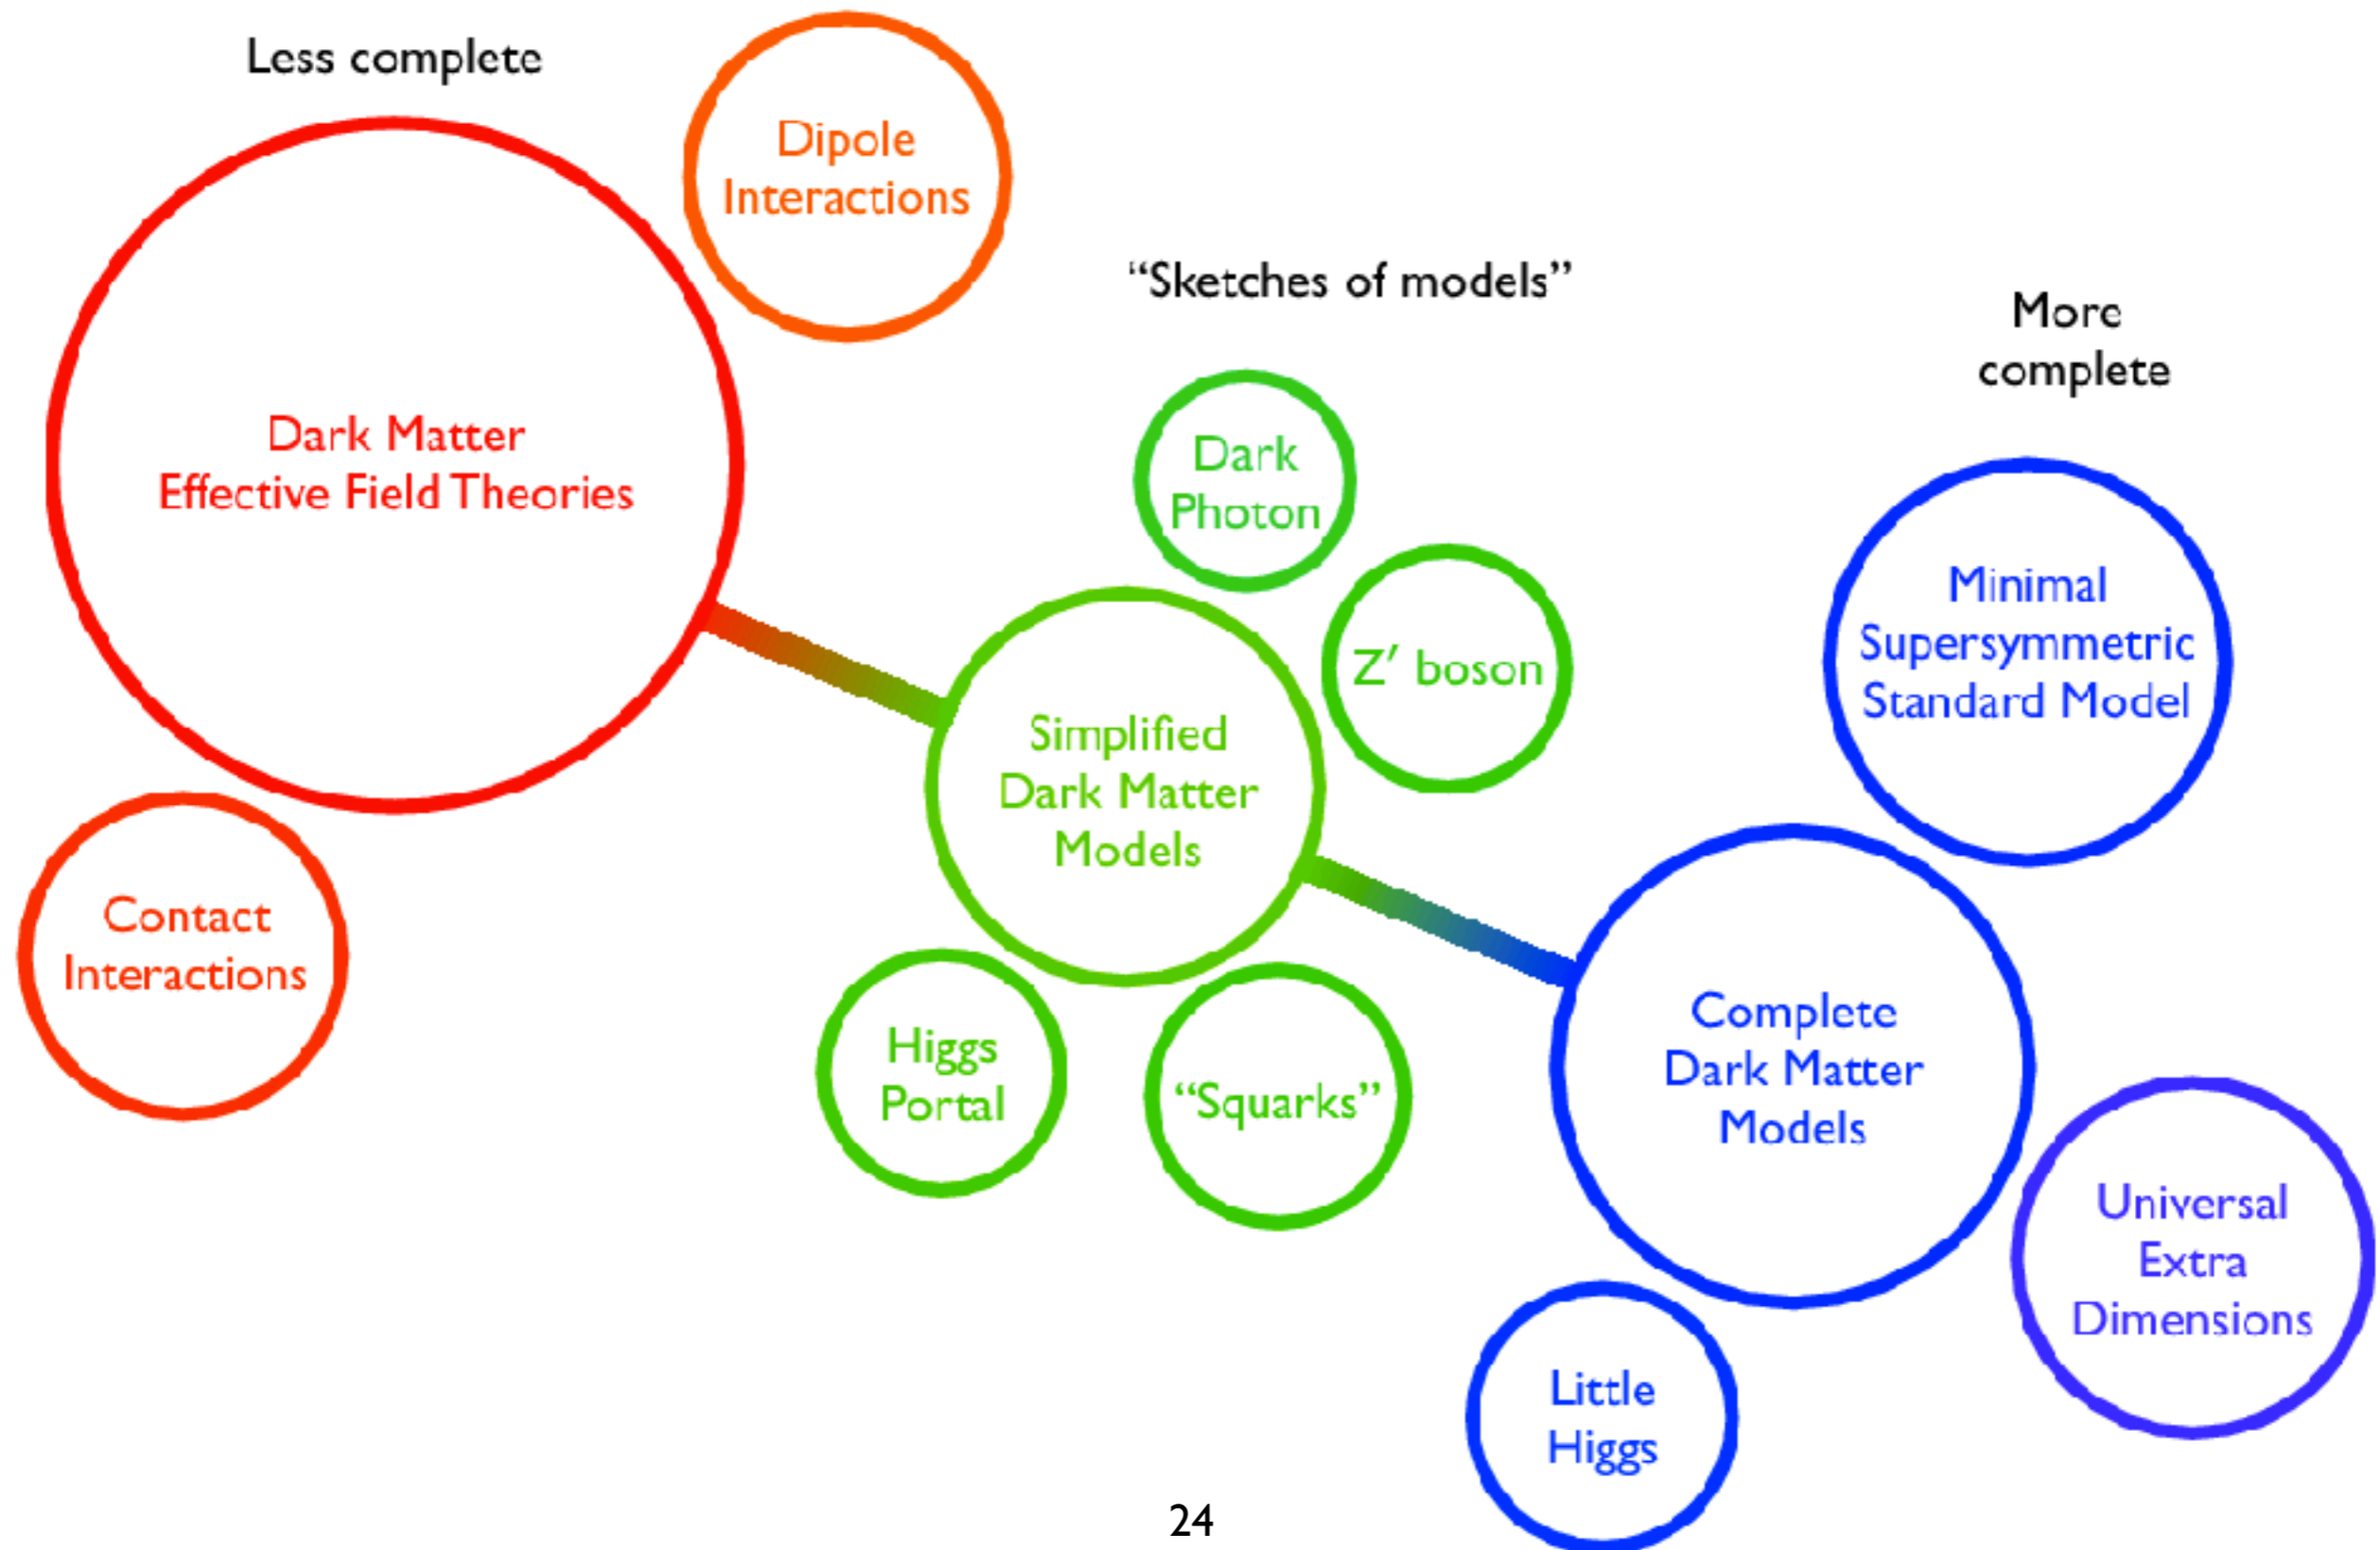 Less complete
Dipole
Interactions
“Sketches of models”
More
complete
Dark Matter
Effective Field Theories
Dark
Photon
Z′ boson
Minimal
Supersymmetric
Standard Model
Simplified
Dark Matter
Models
Contact
Interactions
Higgs
Portal
“Squarks”
Complete
Dark Matter
Models
Universal
Extra
Dimensions
Little
Higgs
24